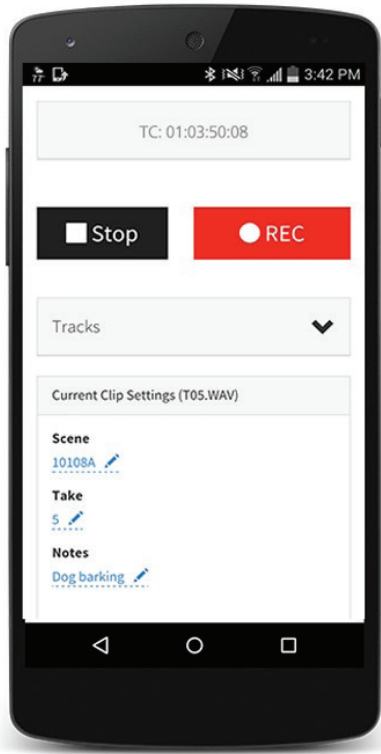 77
3:42 PM
TC: 01:03:50:08
Stop
REC
Tracks
Current Clip Settings (T05.WAV)
Scene
10108A
Take
5
Notes
Dog barking